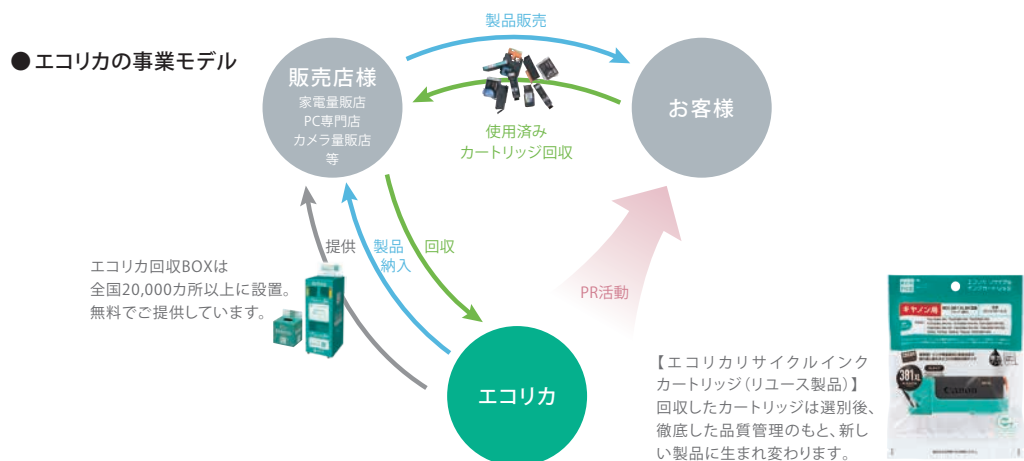 ●エコリカの事業モデル
製品販売
販売店様
家電量販店
PC専門店
カメラ量販店
等
お客様
使用済み
カートリッジ回収
提供
製品
納入
回収
エコリカ回収BOXは
全国20,000カ所以上に設置。
無料でご提供しています。
PR活動
エコリカ
【エコリカリサイクルインク
カートリッジ(リユース製品)】
回収したカートリッジは選別後、
徹底した品質管理のもと、新し
い製品に生まれ変わります。
キヤノン用
381XL
Canon